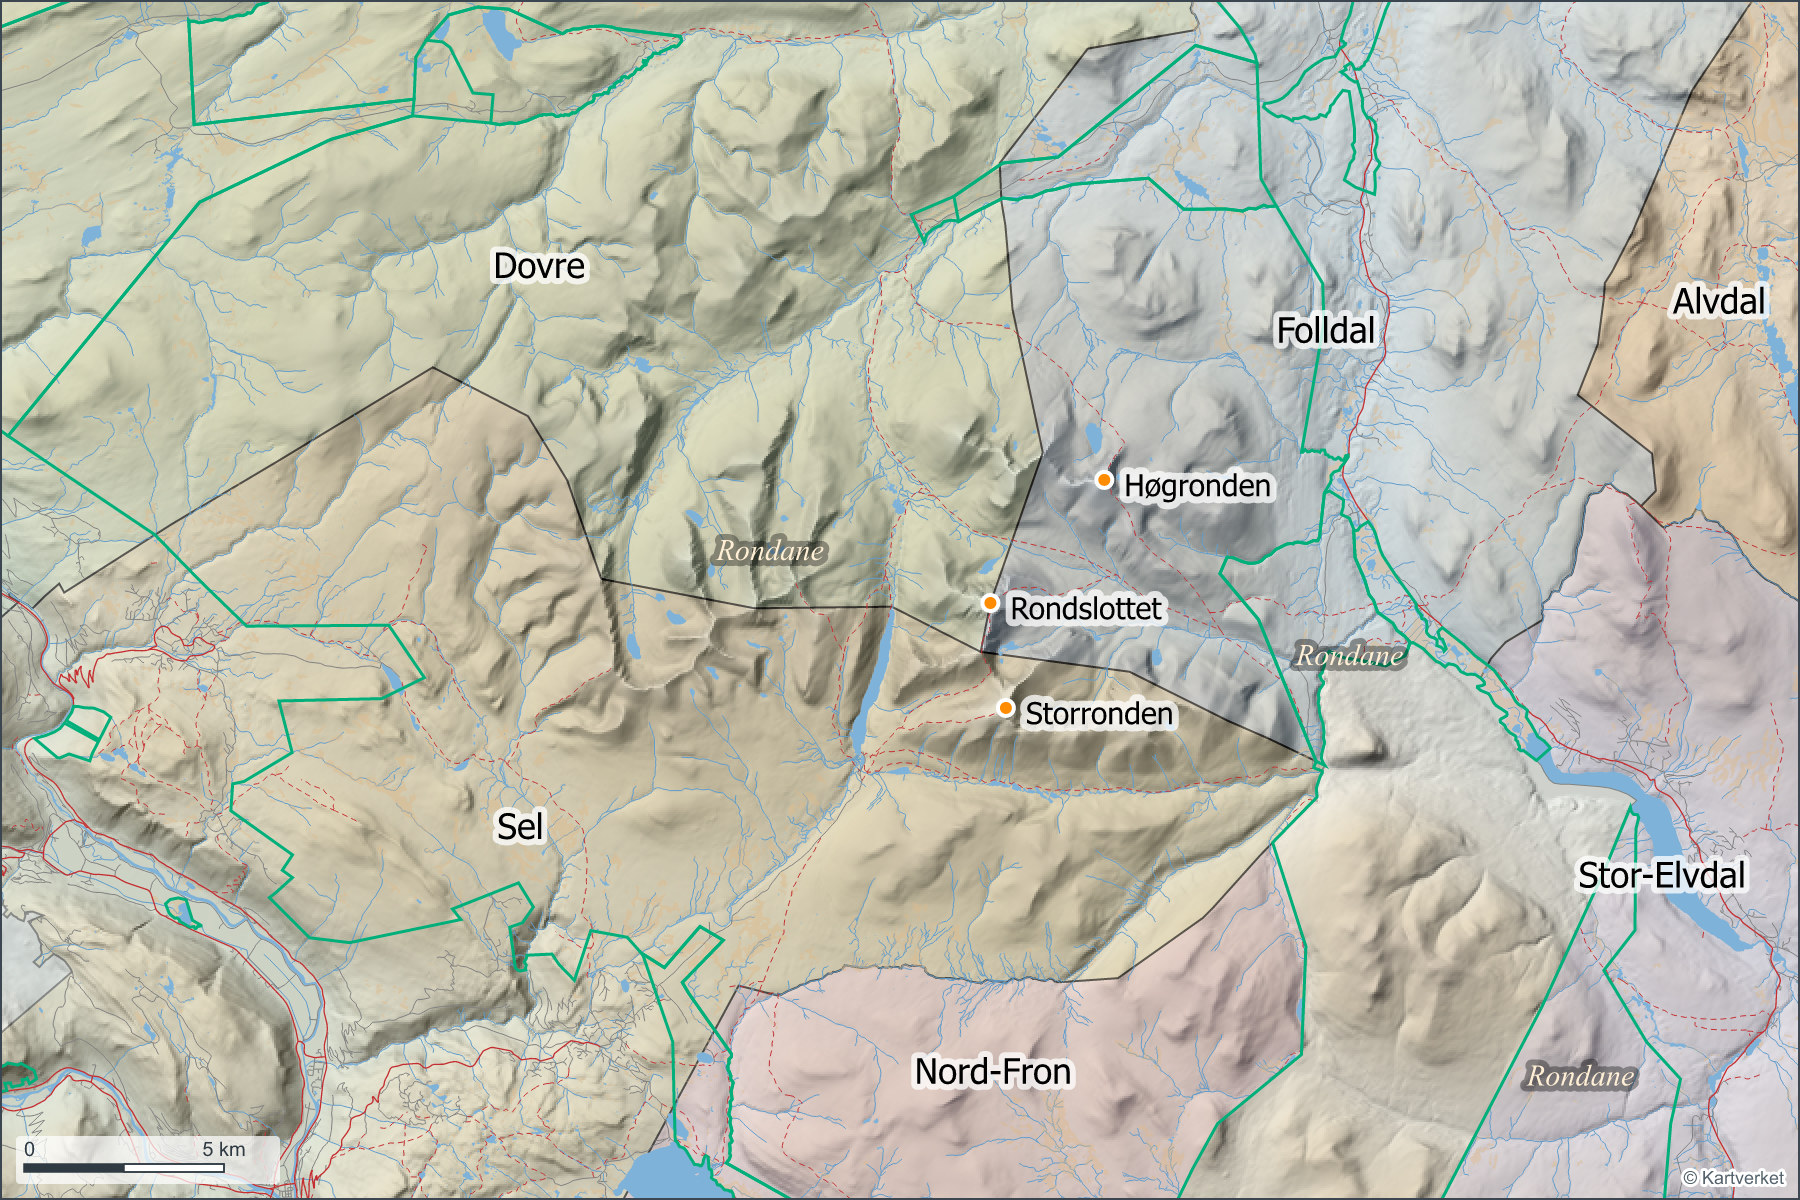 Dovre
Alvdal
Folldal
Høgronden
Rondane
Rondslottet
Rondane
Storronden
Sel
Stor-Elvdal
Nord-Fron
Rondane
0 5 km
© Kartverket